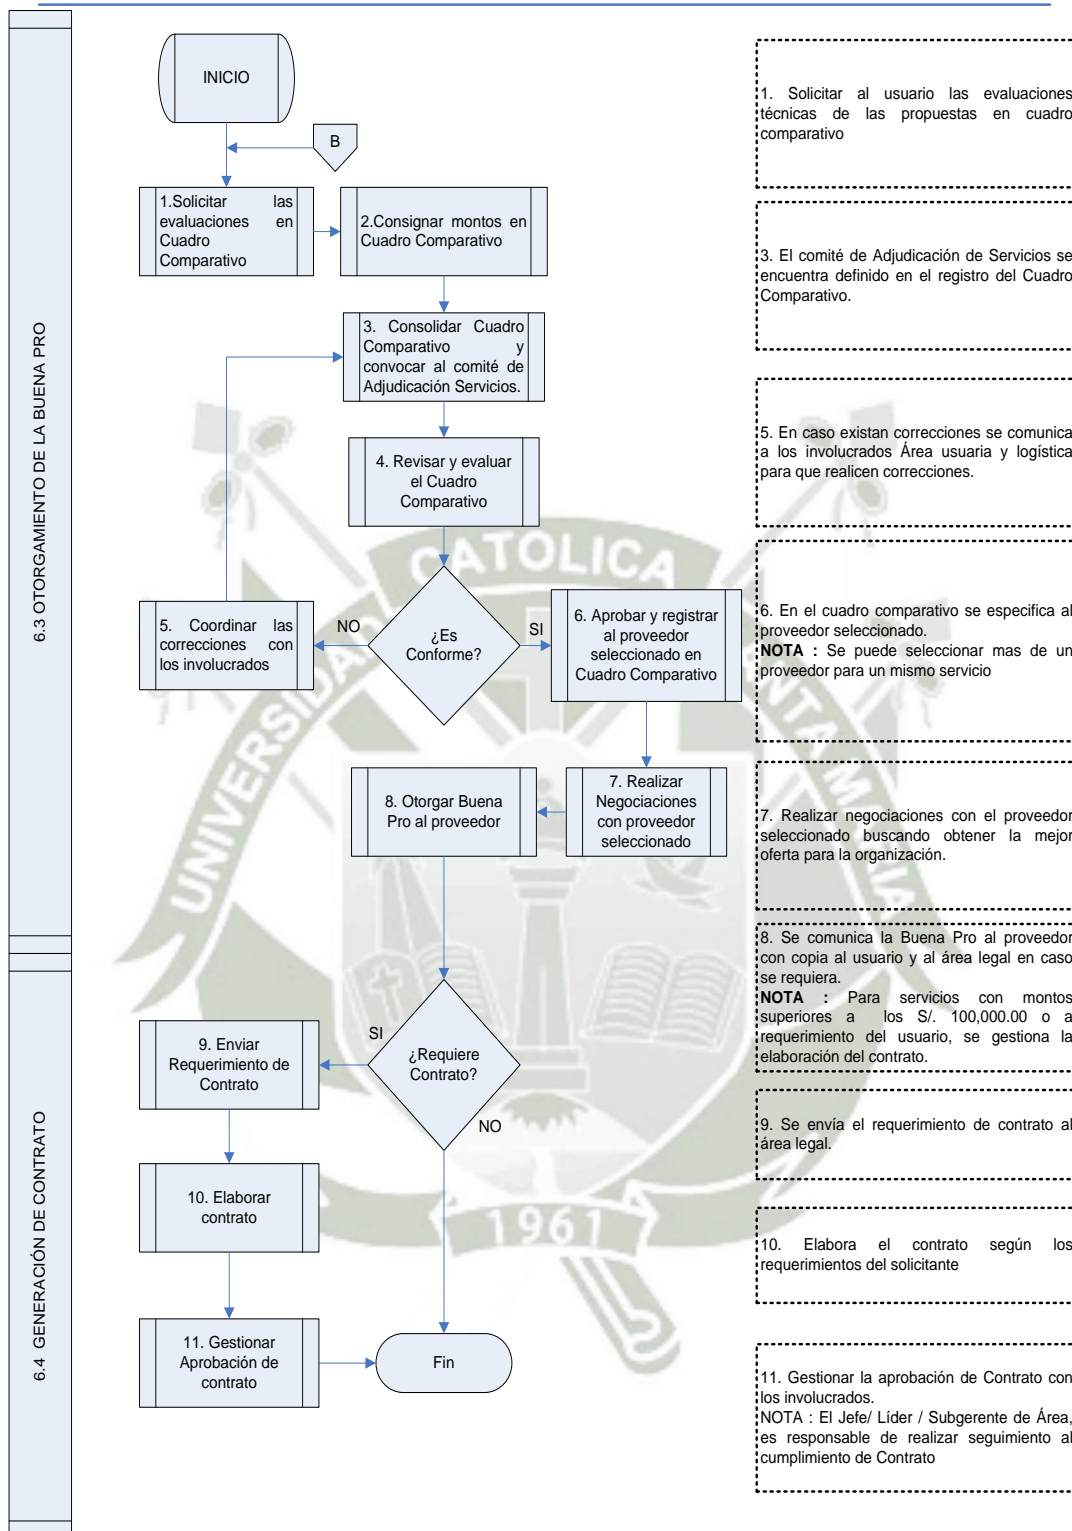 6.3 OTORGAMIENTO DE LA BUENA PRO
INICIO
B
1.Solicitar las
evaluaciones en
Cuadro
Comparativo
2.Consignar montos en
Cuadro Comparativo
3. Consolidar Cuadro
Comparativo y
convocar al comité de
Adjudicación Servicios.
4. Revisar y evaluar
el Cuadro
Comparativo
¿Es
Conforme?
NO
SI
5. Coordinar las
correcciones con
los involucrados
6. Aprobar y registrar
al proveedor
seleccionado en
Cuadro Comparativo
7. Realizar
Negociaciones
con proveedor
seleccionado
8. Otorgar Buena
Pro al proveedor
6.4 GENERACIÓN DE CONTRATO
¿Requiere
Contrato?
SI
NO
9. Enviar
Requerimiento de
Contrato
10. Elaborar
contrato
11. Gestionar
Aprobación de
contrato
Fin
1. Solicitar al usuario las evaluaciones
técnicas de las propuestas en cuadro
comparativo
3. El comité de Adjudicación de Servicios se
encuentra definido en el registro del Cuadro
Comparativo.
5. En caso existan correcciones se comunica
a los involucrados Área usuaria y logística
para que realicen correcciones.
6. En el cuadro comparativo se especifica al
proveedor seleccionado.
NOTA : Se puede seleccionar mas de un
proveedor para un mismo servicio
7. Realizar negociaciones con el proveedor
seleccionado buscando obtener la mejor
oferta para la organización.
8. Se comunica la Buena Pro al proveedor
con copia al usuario y al área legal en caso
se requiera.
NOTA : Para servicios con montos
superiores a los S/. 100,000.00 o a
requerimiento del usuario, se gestiona la
elaboración del contrato.
9. Se envía el requerimiento de contrato al
área legal.
10. Elabora el contrato según los
requerimientos del solicitante
11. Gestionar la aprobación de Contrato con
los involucrados.
NOTA : El Jefe/ Líder / Subgerente de Área,
es responsable de realizar seguimiento al
cumplimiento de Contrato
UNIVERSIDAD CATOLICA
MARIA
1961